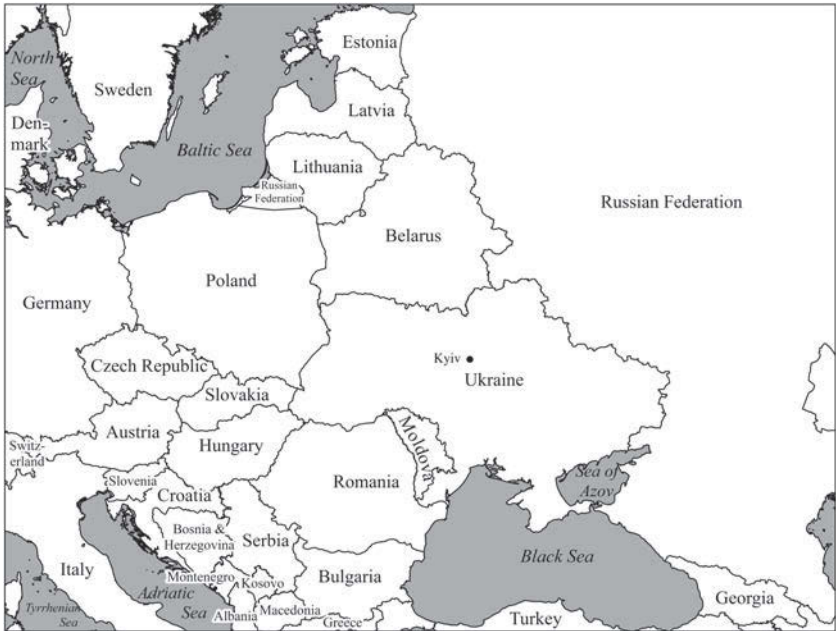 Estonia
North
Sea
Sweden
Latvia
Den-
mark
Baltic Sea
Lithuania
Russian
Federation
Russian Federation
Belarus
Poland
Germany
Kyiv
Ukraine
Czech Republic
Slovakia
Moldova
Austria
Hungary
Switz-
erland
Slovenia
Romania
Sea of
Azov
Croatia
Bosnia &
Herzegovina
Serbia
Black Sea
Italy
Montenegro
Kosovo
Bulgaria
Adriatic
Sea
Georgia
Tyrrhenian
Sea
Albania
Macedonia
Greece
Turkey